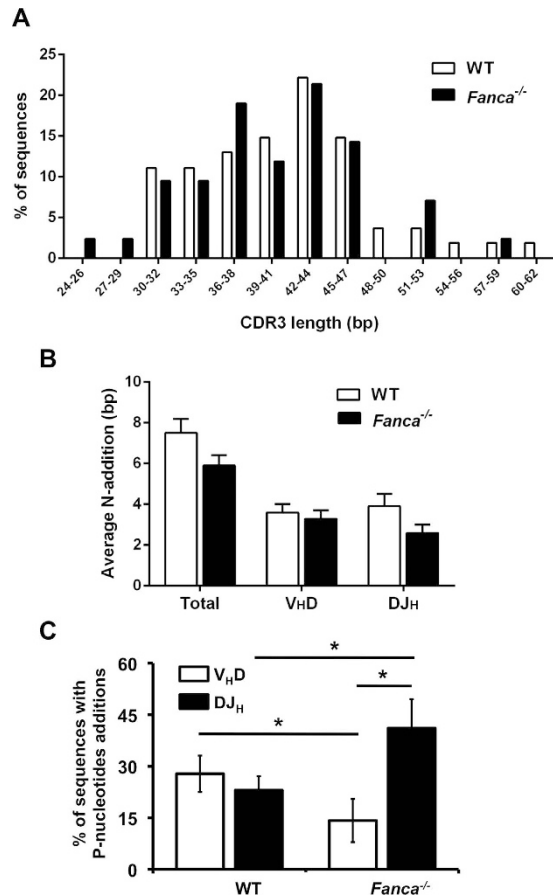 A
WT
Fanca-/-
% of sequences
25
20
15
10
5
0
24-26
27-29
30-32
33-35
36-38
39-41
42-44
45-47
48-50
51-53
54-56
57-59
60-62
CDR3 length (bp)
B
WT
Fanca-/-
Average N-addition (bp)
10
8
6
4
2
0
Total
VHD
DJH
C
VHD
DJH
% of sequences with
P-nucleotides additions
60
45
30
15
0
*
*
*
WT
Fanca-/-